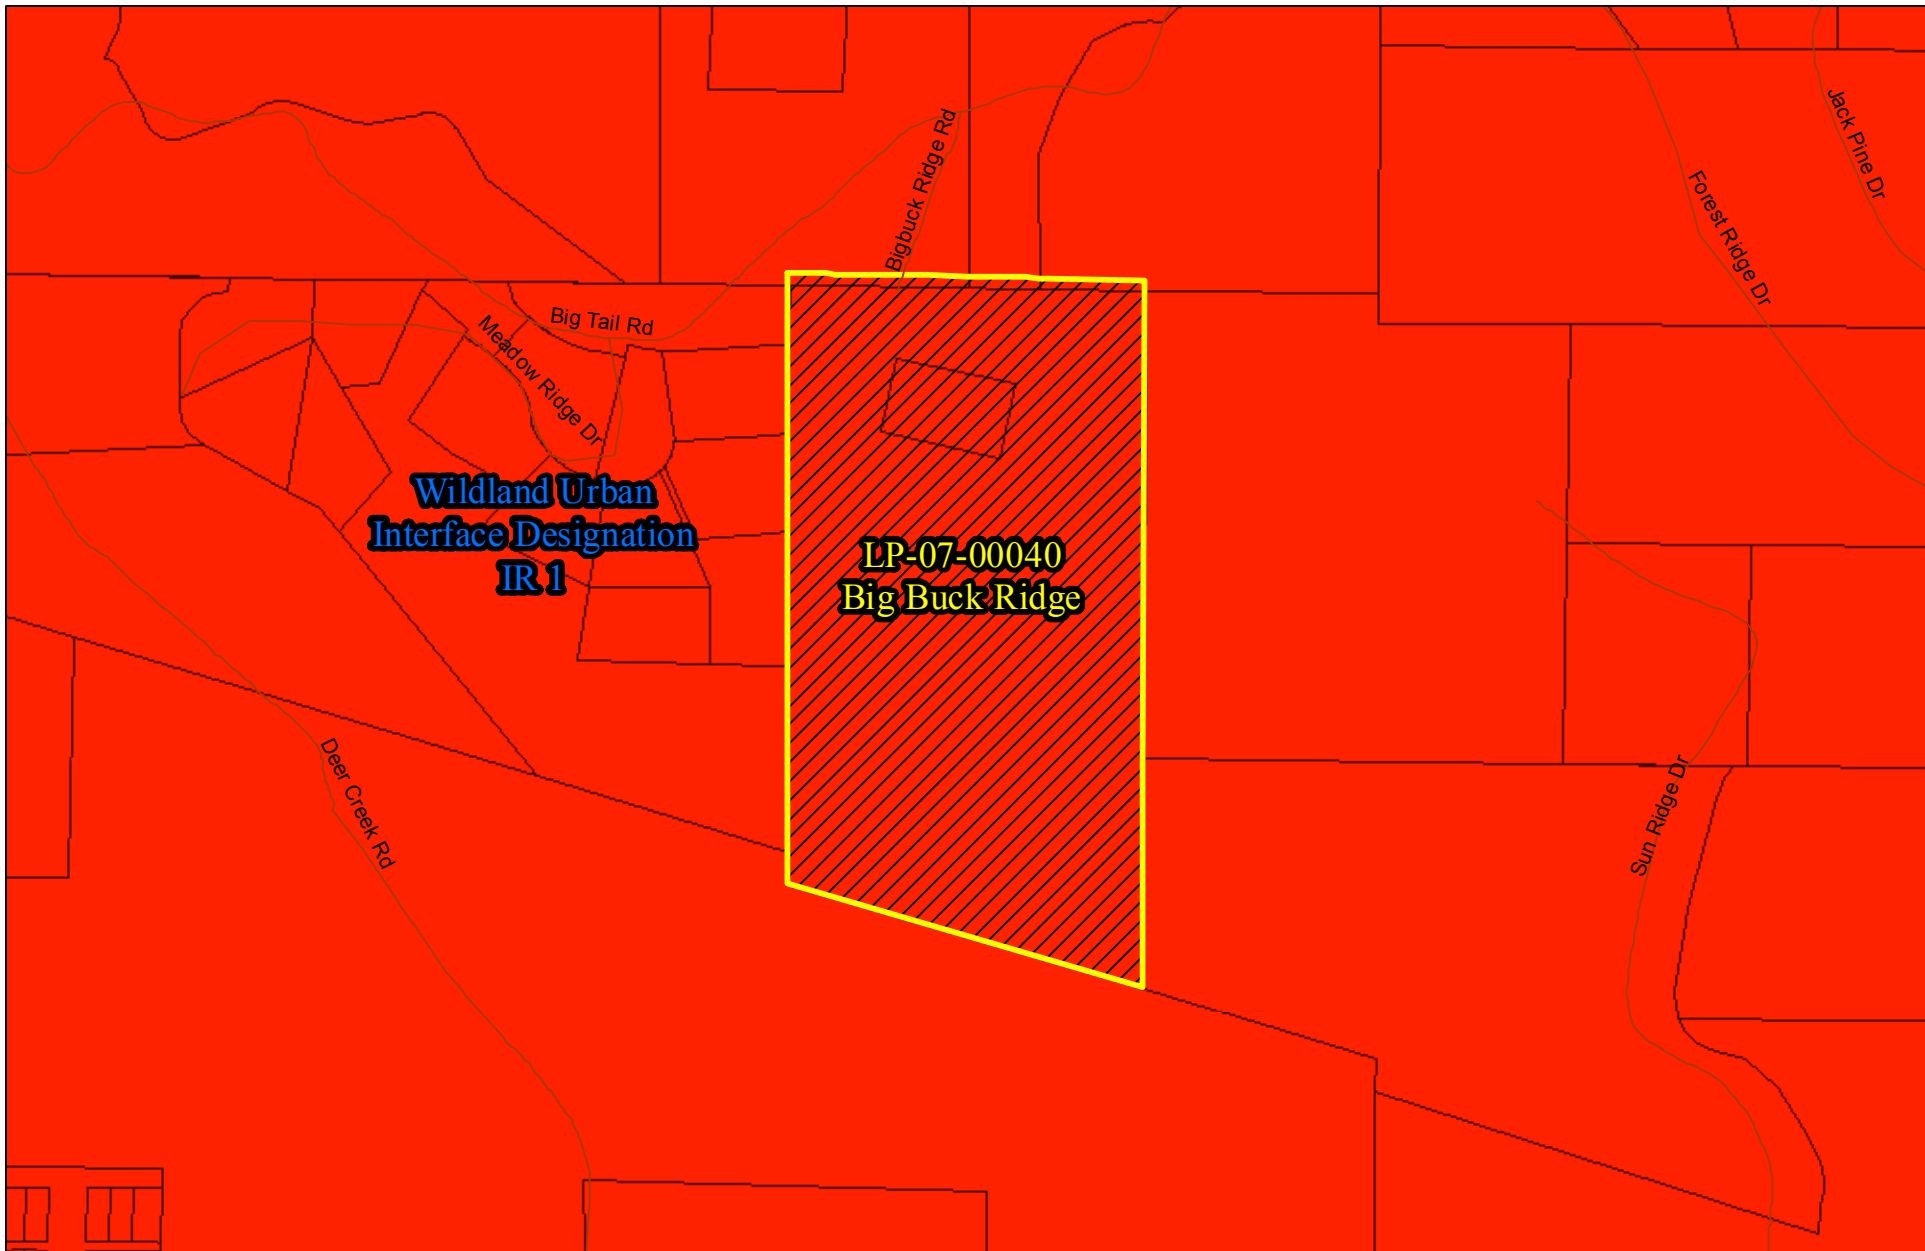 Jack Pine Dr
Bigbuck Ridge Rd
Forest Ridge Dr
Big Tail Rd
Meadow Ridge Dr
Wildland Urban
Interface Designation
IR 1
LP-07-00040
Big Buck Ridge
Deer Creek Rd
Sun Ridge Dr